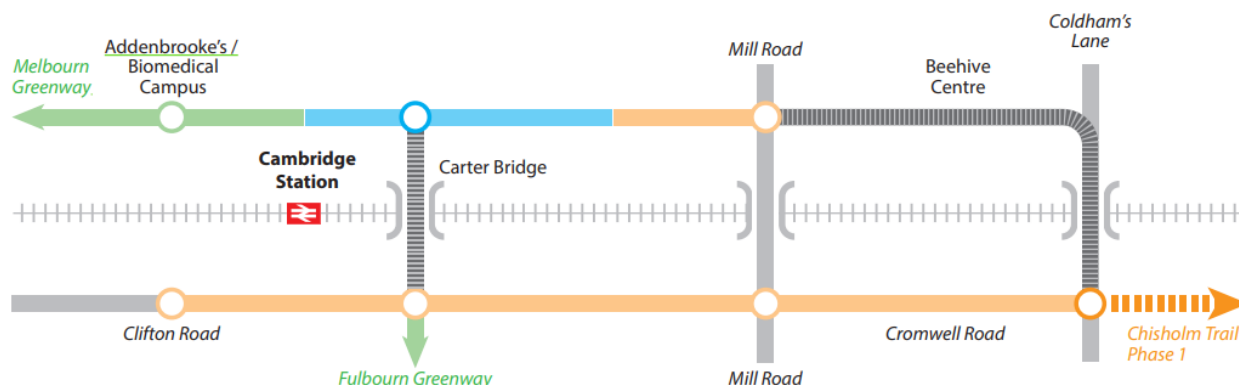 Coldham's
Lane
Addenbrooke's /
Biomedical
Campus
Melbourn
Greenway
Mill Road
Beehive
Centre
Cambridge
Station
Carter Bridge
Clifton Road
Cromwell Road
Chisholm Trail
Phase 1
Fulbourn Greenway
Mill Road